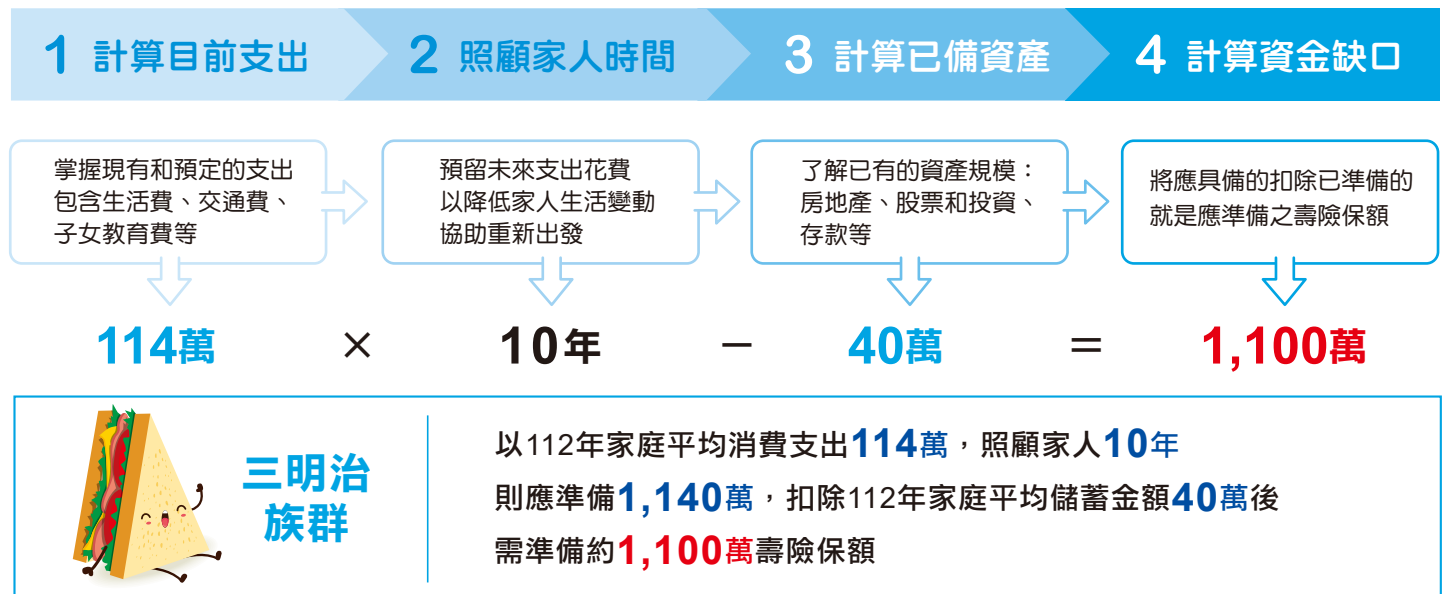 1 計算目前支出
2 照顧家人時間
3 計算已備資產
4 計算資金缺口
掌握現有和預定的支出
包含生活費、交通費、
子女教育費等
預留未來支出花費
以降低家人生活變動
協助重新出發
了解已有的資產規模：
房地產、股票和投資、
存款等
將應具備的扣除已準備的
就是應準備之壽險保額
114萬 × 10年 － 40萬 ＝ 1,100萬
三明治
族群
以112年家庭平均消費支出114萬，照顧家人10年
則應準備1,140萬，扣除112年家庭平均儲蓄金額40萬後
需準備約1,100萬壽險保額